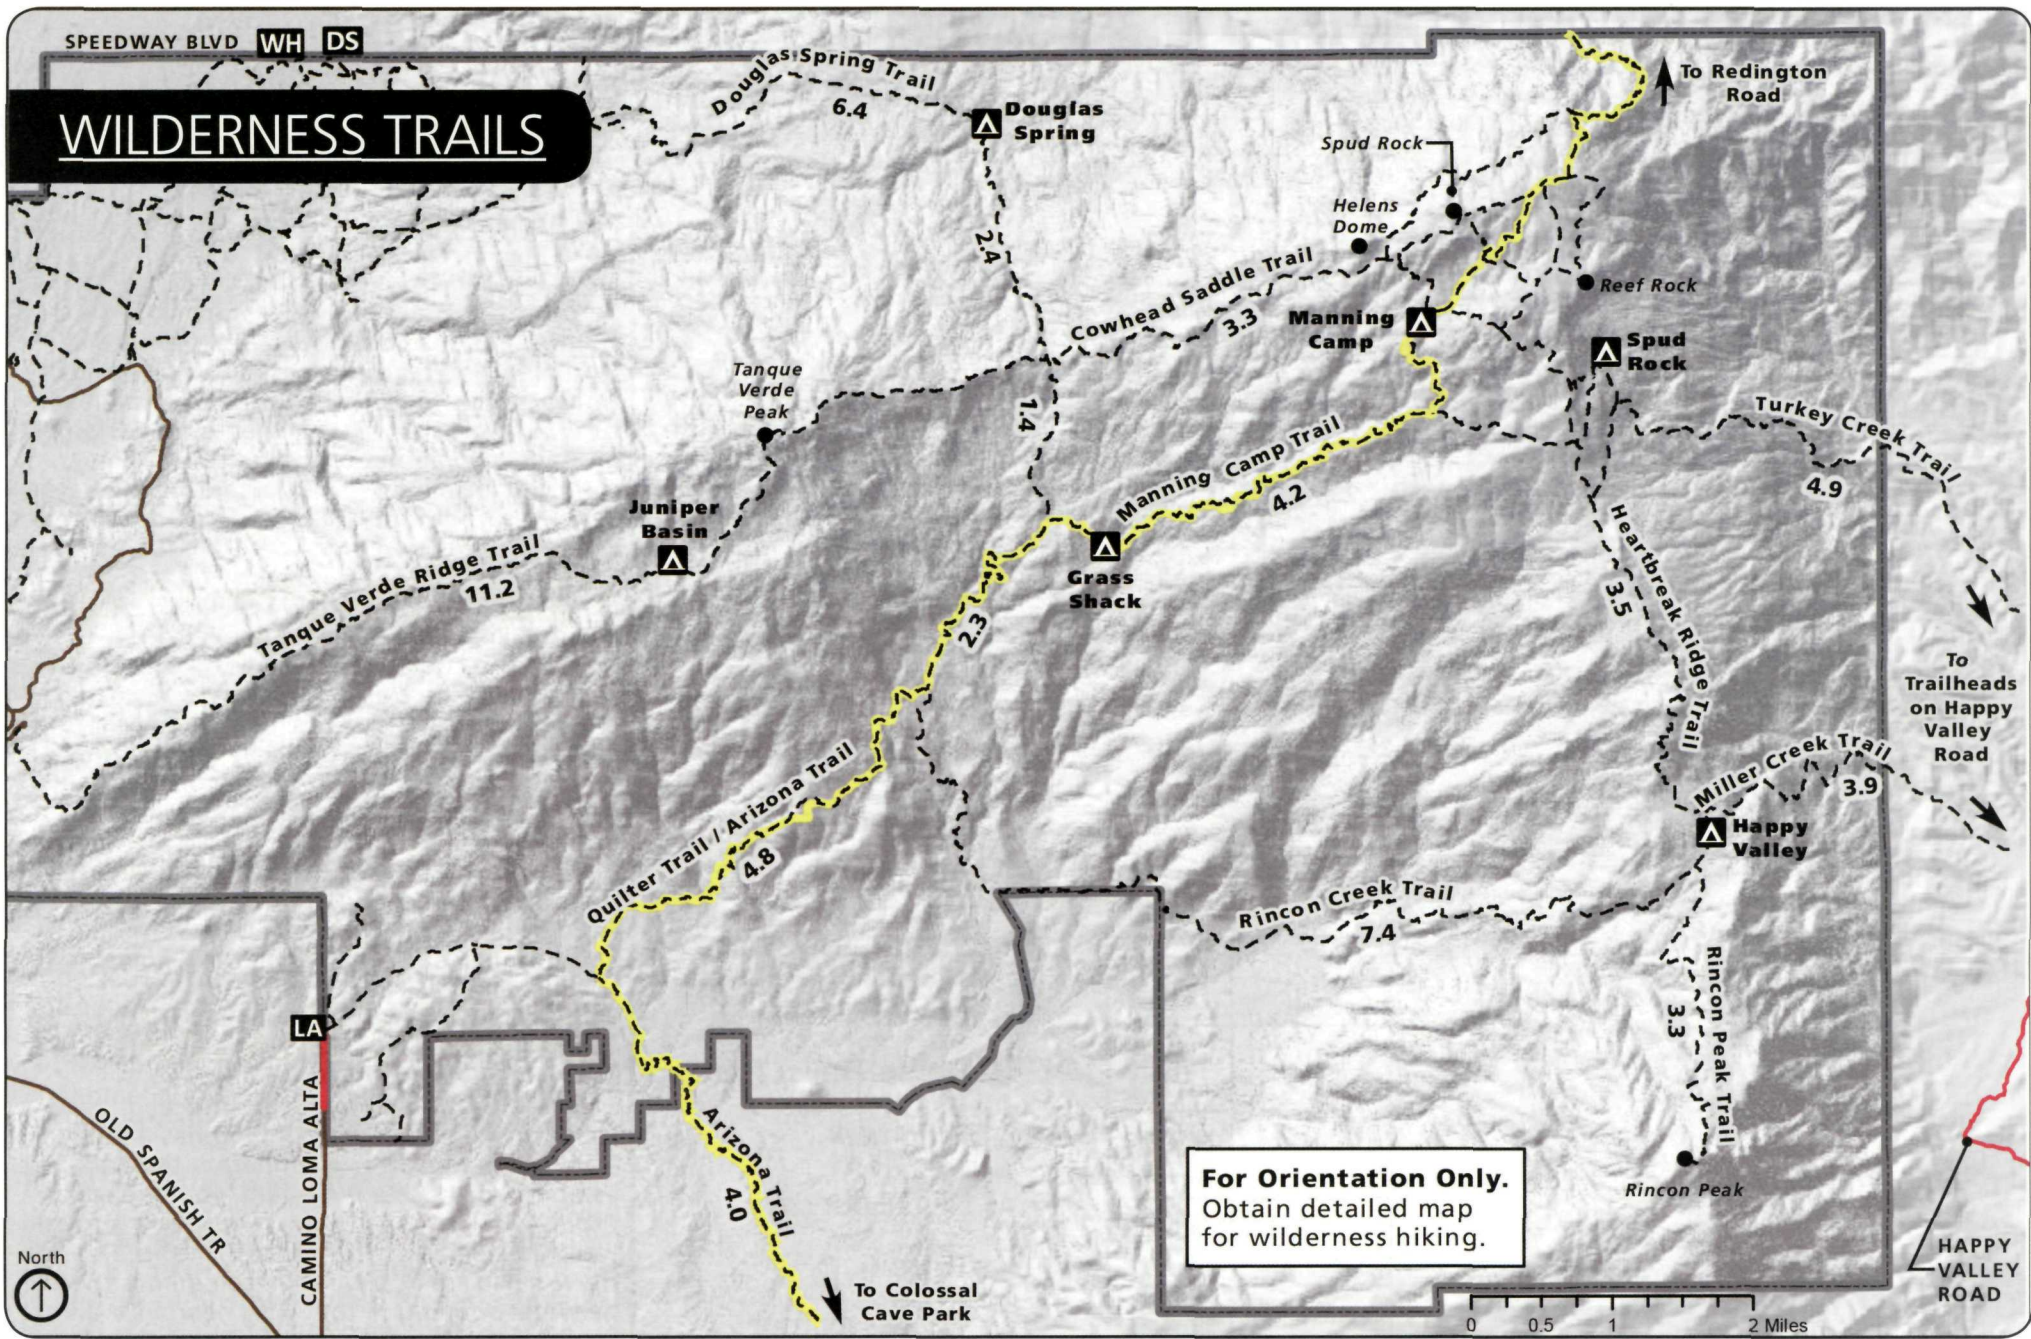 SPEEDWAY BLVD WH DS
WILDERNESS TRAILS
Douglas Spring Trail
6.4
Douglas
Spring
2.4
To Redington
Road
Spud Rock
Helens
Dome
Cowhead Saddle Trail
3.3
Reef Rock
Manning
Camp
Spud
Rock
Tanque
Verde
Peak
1.4
Turkey Creek Trail
4.9
Manning Camp Trail
4.2
Juniper
Basin
Tanque Verde Ridge Trail
11.2
Grass
Shack
2.3
Heartbreak Ridge Trail
3.5
To
Trailheads
on Happy
Valley
Road
Miller Creek Trail
3.9
Happy
Valley
Quilter Trail / Arizona Trail
4.8
Rincon Creek Trail
7.4
Rincon Peak Trail
3.3
LA
CAMINO LOMA ALTA
OLD SPANISH TR
Arizona Trail
4.0
To Colossal
Cave Park
For Orientation Only.
Obtain detailed map
for wilderness hiking.
Rincon Peak
HAPPY
VALLEY
ROAD
North
0 0.5 1 2 Miles